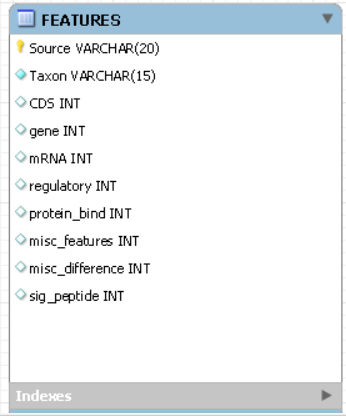 FEATURES
Source VARCHAR(20)
Taxon VARCHAR(15)
CDS INT
gene INT
mRNA INT
regulatory INT
protein_bind INT
misc_features INT
misc_difference INT
sig_peptide INT
Indexes